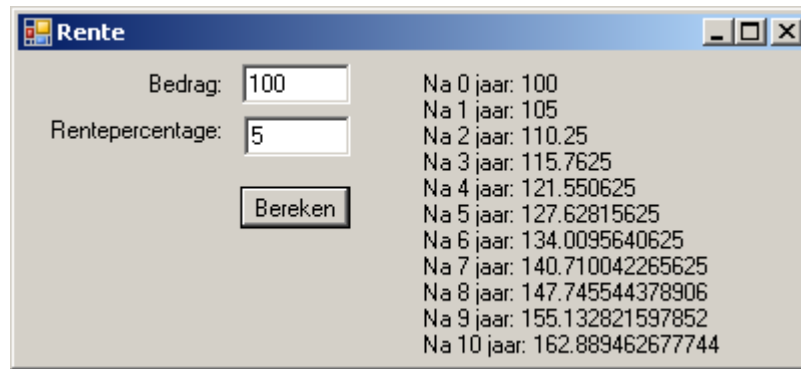 Rente
Bedrag: 100
Rentepercentage: 5
Bereken
Na 0 jaar: 100
Na 1 jaar: 105
Na 2 jaar: 110.25
Na 3 jaar: 115.7625
Na 4 jaar: 121.550625
Na 5 jaar: 127.62815625
Na 6 jaar: 134.0095640625
Na 7 jaar: 140.710042265625
Na 8 jaar: 147.745544378906
Na 9 jaar: 155.132821597852
Na 10 jaar: 162.889462677744